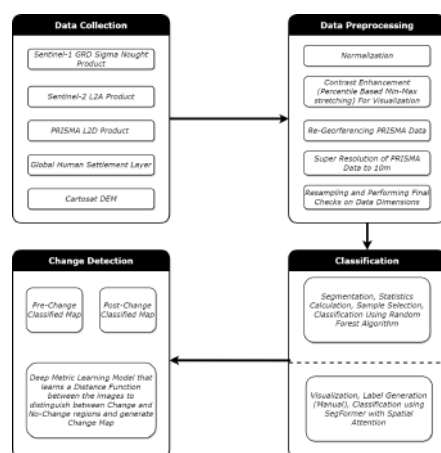 Data Collection
Sentinel-1 GRD Sigma Nought
Product
Sentinel-2 L2A Product
PRISMA L2D Product
Global Human Settlement Layer
Cartosat DEM
Data Preprocessing
Normalization
Contrast Enhancement
(Percentile Based Min-Max
stretching) For Visualization
Re-Georefencing PRISMA Data
Super Resolution of PRISMA
Data to 10m
Resampling and Performing Final
Checks on Data Dimensions
Change Detection
Pre-Change
Classified Map
Post-Change
Classified Map
Deep Metric Learning Model that
learns a Distance Function
between the images to
distinguish between Change and
No-Change regions and generate
Change Map
Classification
Segmentation, Statistics
Calculation, Sample Selection,
Classification Using Random
Forest Algorithm
Visualization, Label Generation
(Manual), Classification using
SegFormer with Spatial
Attention